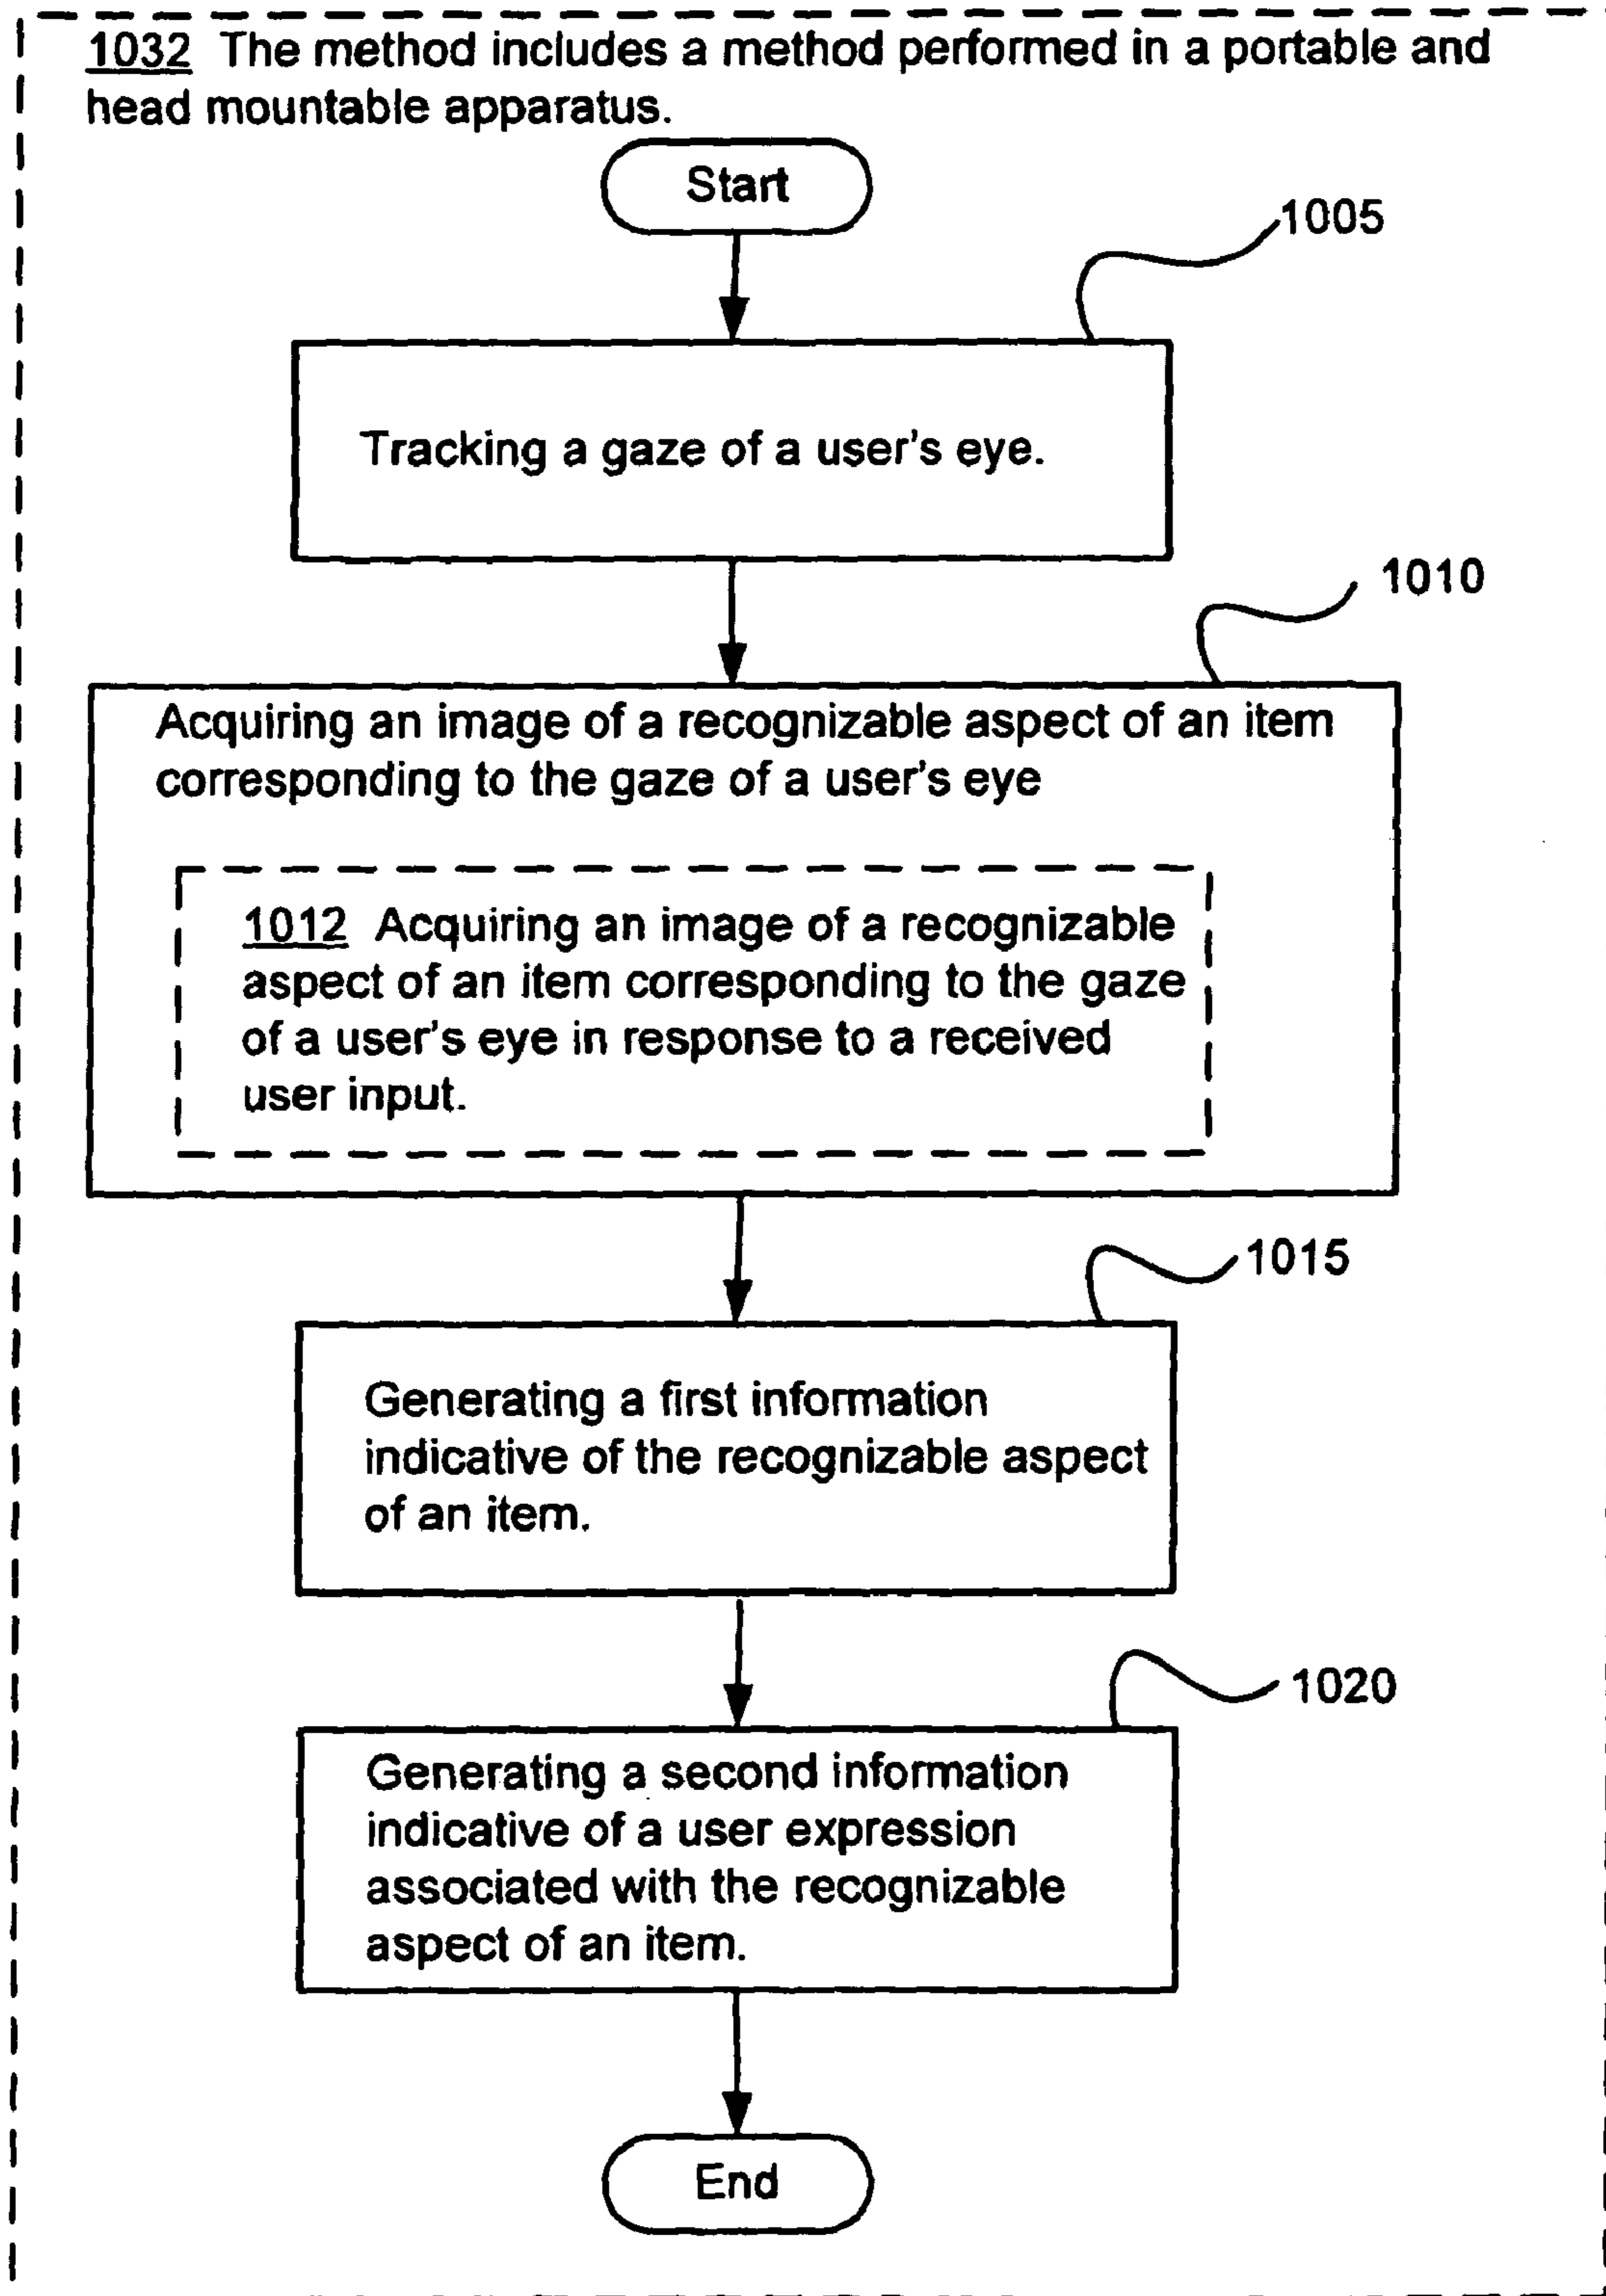 1032 The method includes a method performed in a portable and
head mountable apparatus.
Start
1005
Tracking a gaze of a user's eye.
1010
Acquiring an image of a recognizable aspect of an item
corresponding to the gaze of a user's eye
1012 Acquiring an image of a recognizable
aspect of an item corresponding to the gaze
of a user's eye in response to a received
user input.
1015
Generating a first information
indicative of the recognizable aspect
of an item.
1020
Generating a second information
indicative of a user expression
associated with the recognizable
aspect of an item.
End